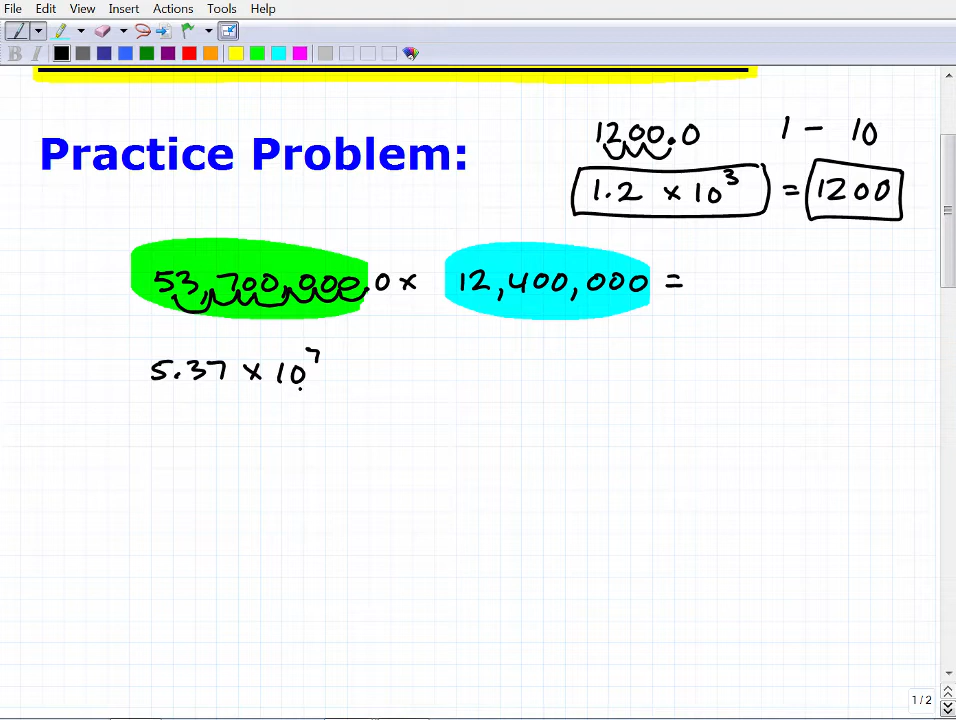 File Edit View Insert Actions Tools Help
B I
Practice Problem:
1200.0 1 - 10
1.2 x 10³ = 1200
53,700,000.0 x 12,400,000 =
5.37 x 10⁷
1 / 2